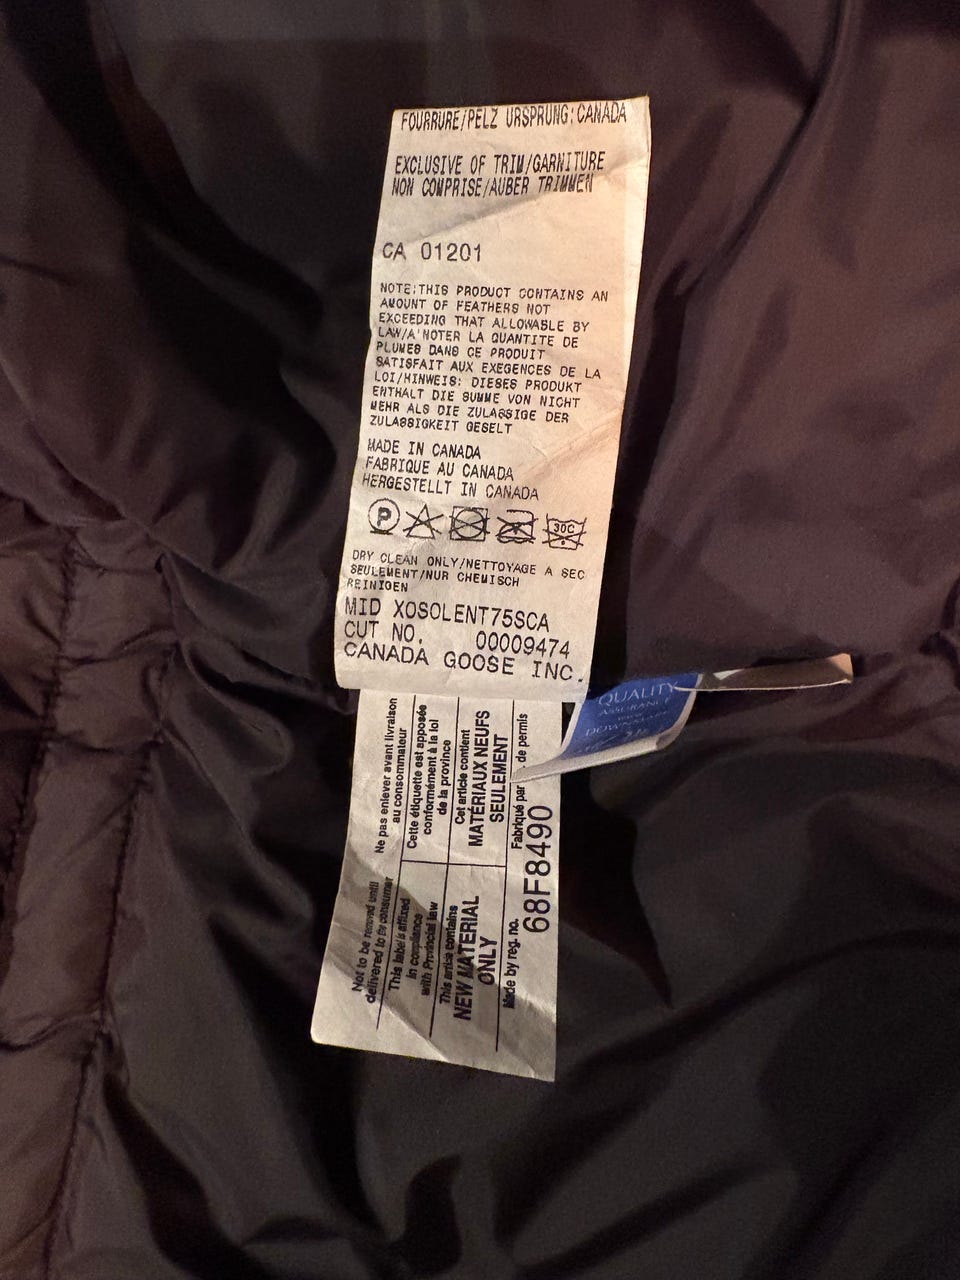 FOURRURE/PELZ URSPRUNG:CANADA
EXCLUSIVE OF TRIM/GARNITURE
NON COMPRISE/AUBER TRIMMEN
CA 01201
NOTE:THIS PRODUCT CONTAINS AN
AMOUNT OF FEATHERS NOT
EXCEEDING THAT ALLOWABLE BY
LAW/A'NOTER LA QUANTITE DE
PLUMES DANS CE PRODUIT
SATISFAIT AUX EXEGENCES DE LA
LOI/HINWEIS: DIESES PRODUKT
ENTHALT DIE SUMME VON NICHT
MEHR ALS DIE ZULASSIGE DER
ZULASSIGKEIT GESELT
MADE IN CANADA
FABRIQUE AU CANADA
HERGESTELLT IN CANADA
P
30C
DRY CLEAN ONLY/NETTOYAGE A SEC
SEULEMENT/NUR CHEMISCH
REINIGEN
MID XOSOLENT75SCA
CUT NO. 00009474
CANADA GOOSE INC.
QUALITY
ASSURANCE
DOWNMARK
Not to be removed until
delivered to the consumer
Ne pas enlever avant livraison
au consommateur
This label is affixed
in compliance
with Provincial law
Cette étiquette est apposée
conformément à la loi
de la province
This article contains
NEW MATERIAL
ONLY
Cet article contient
MATÉRIAUX NEUFS
SEULEMENT
Made by reg. no.
Fabriqué par
de permis
68F8490